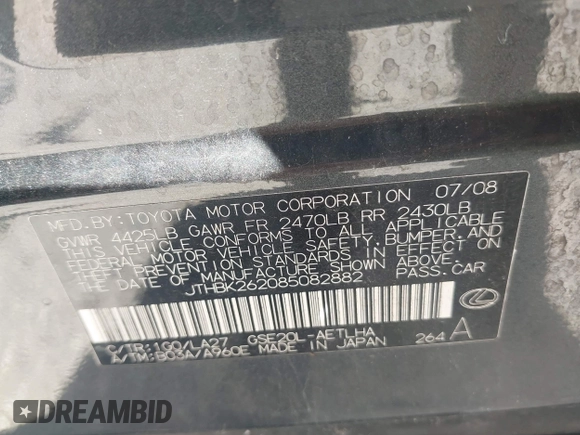 MFD.BY:TOYOTA MOTOR CORPORATION 07/08
GVWR 4425LB GAWR FR 2470LB RR 2430LB
THIS VEHICLE CONFORMS TO ALL APPLICABLE
FEDERAL MOTOR VEHICLE SAFETY,BUMPER,AND
THEFT PREVENTION STANDARDS IN EFFECT ON
THE DATE OF MANUFACTURE SHOWN ABOVE.
JTHBK262085082882 PASS.CAR
C/TR:1G0/LA27 GSE20L-AETLHA
A/TM:B03A/A960E MADE IN JAPAN 264 A
DREAMBID
AUCTION HISTORY